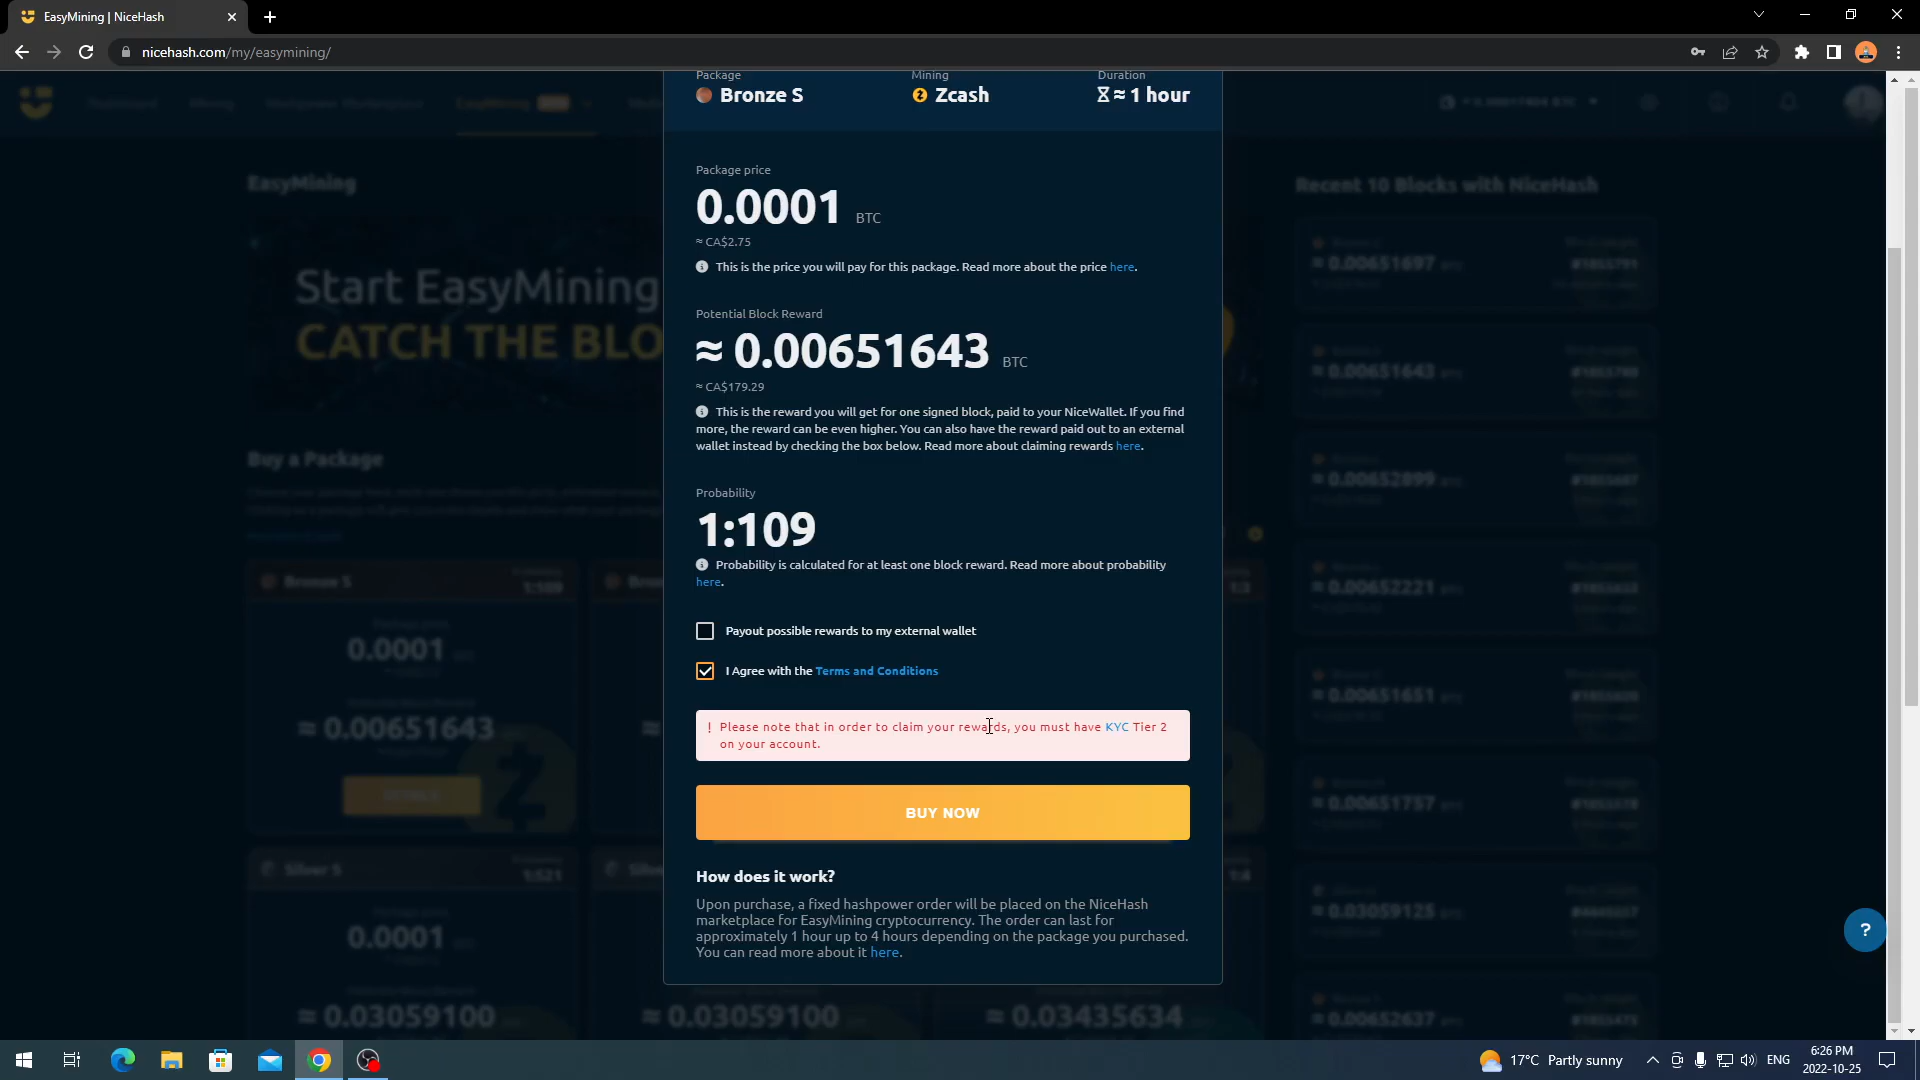 EasyMining | NiceHash
nicehash.com/my/easymining/
Package
Mining
Duration
Bronze S
Zcash
≈ 1 hour
EasyMining
Recent 10 Blocks with NiceHash
Package price
0.0001 BTC
≈ CA$2.75
This is the price you will pay for this package. Read more about the price here.
Start EasyMining
CATCH THE BLO
Potential Block Reward
≈ 0.00651643 BTC
≈ CA$179.29
This is the reward you will get for one signed block, paid to your NiceWallet. If you find
more, the reward can be even higher. You can also have the reward paid out to an external
wallet instead by checking the box below. Read more about claiming rewards here.
Buy a Package
Probability
1:109
Probability is calculated for at least one block reward. Read more about probability
here.
Payout possible rewards to my external wallet
I Agree with the Terms and Conditions
! Please note that in order to claim your rewards, you must have KYC Tier 2
on your account.
BUY NOW
How does it work?
Upon purchase, a fixed hashpower order will be placed on the NiceHash
marketplace for EasyMining cryptocurrency. The order can last for
approximately 1 hour up to 4 hours depending on the package you purchased.
You can read more about it here.
Bronze S
1:109
Package price
0.0001
≈ 0.00651643
Silver S
1:521
1:4
0.0001
≈ 0.03059100
≈ 0.03059100
≈ 0.03435634
≈ 0.00651697
≈ 0.00651643
≈ 0.00652899
≈ 0.00652221
≈ 0.00651651
≈ 0.00651757
≈ 0.03059125
≈ 0.00652637
?
17°C Partly sunny
ENG
6:26 PM
2022-10-25